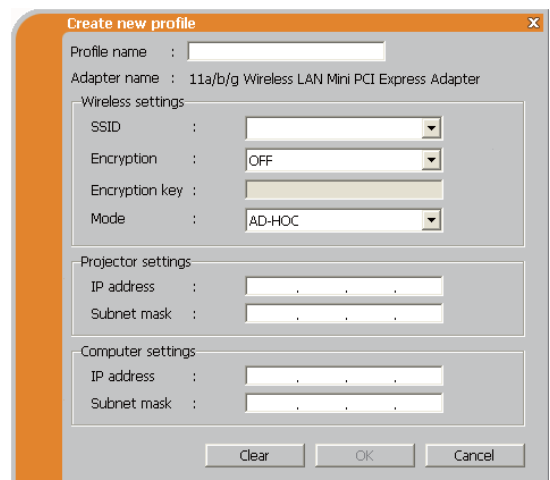 Create new profile x
Profile name :
Adapter name : 11a/b/g Wireless LAN Mini PCI Express Adapter
Wireless settings
SSID :
Encryption : OFF
Encryption key :
Mode : AD-HOC
Projector settings
IP address : . . .
Subnet mask : . . .
Computer settings
IP address : . . .
Subnet mask : . . .
Clear OK Cancel